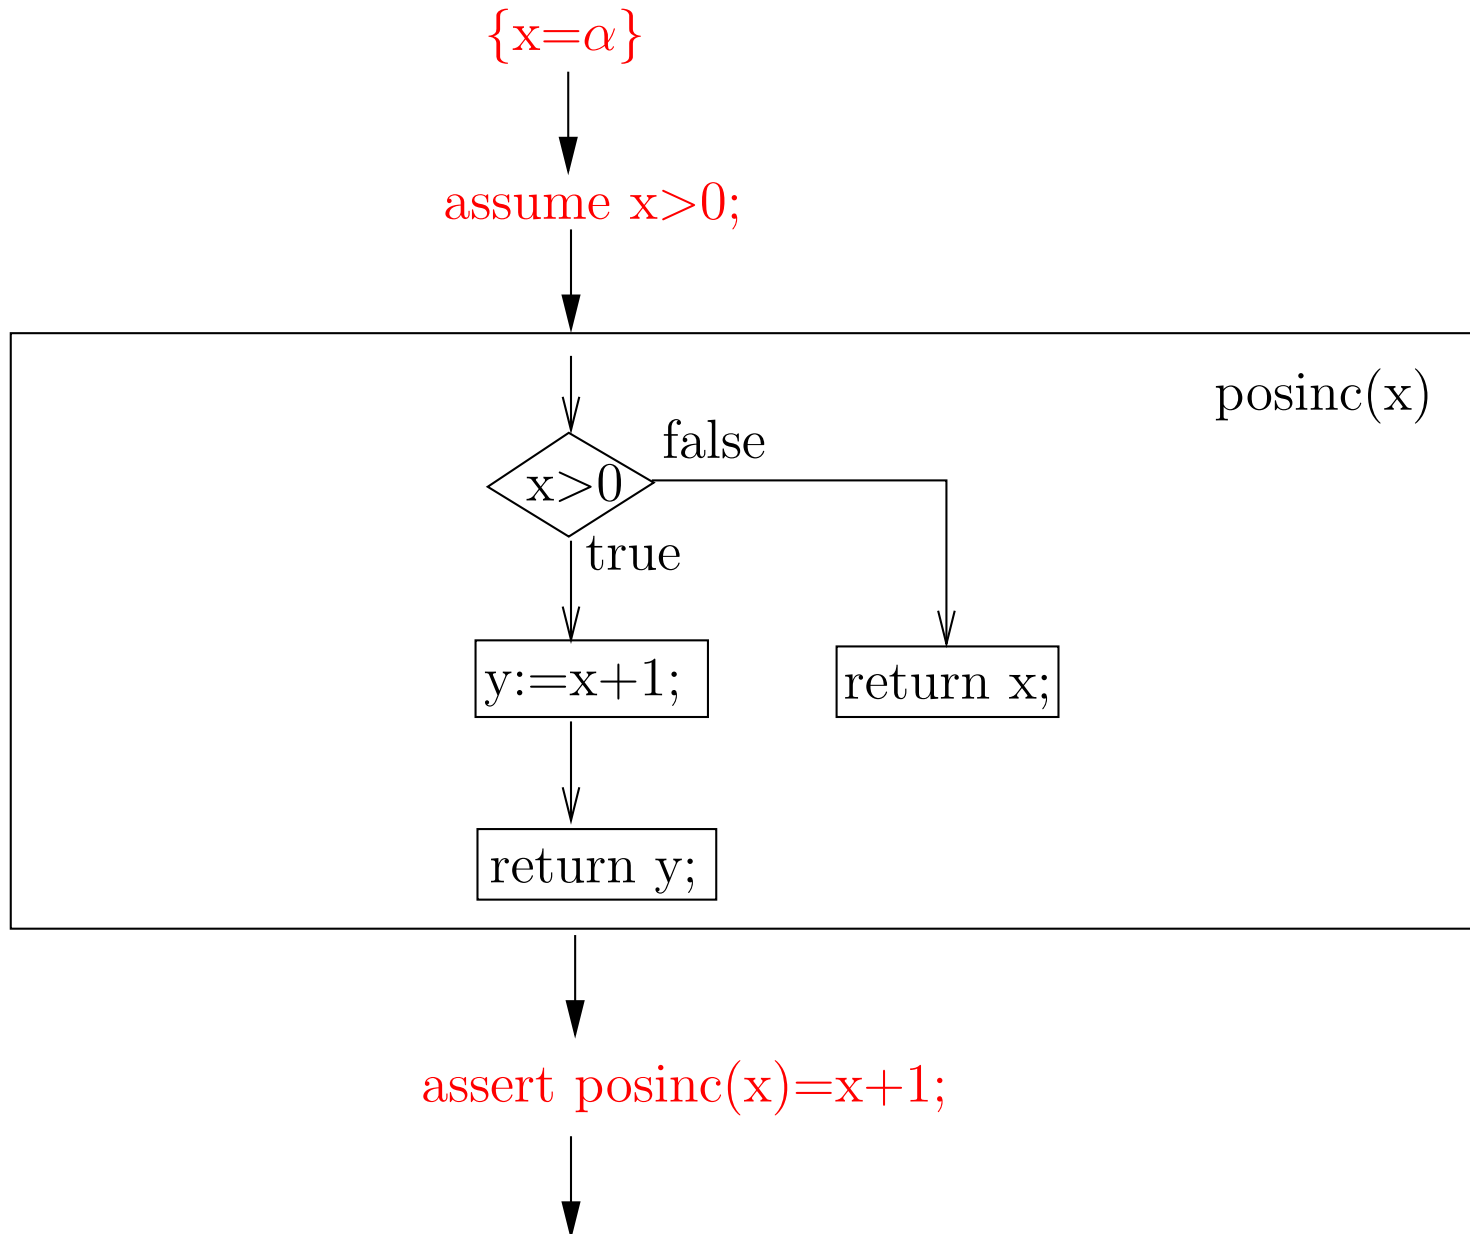 {x=α}
assume x>0;
posinc(x)
false
x>0
true
y:=x+1;
return x;
return y;
assert posinc(x)=x+1;